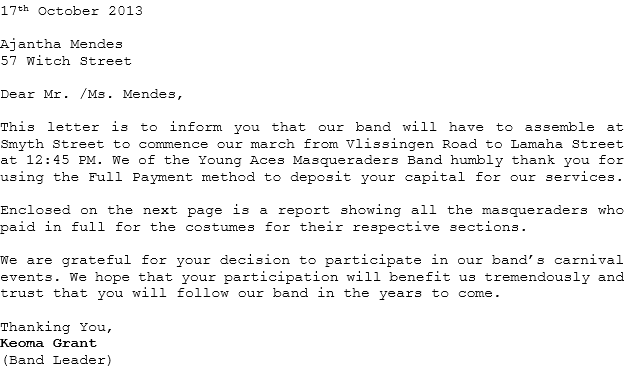 17th October 2013
Ajantha Mendes
57 Witch Street
Dear Mr. /Ms. Mendes,
This letter is to inform you that our band will have to assemble at
Smyth Street to commence our march from Vlissingen Road to Lamaha Street
at 12:45 PM. We of the Young Aces Masqueraders Band humbly thank you for
using the Full Payment method to deposit your capital for our services.
Enclosed on the next page is a report showing all the masqueraders who
paid in full for the costumes for their respective sections.
We are grateful for your decision to participate in our band’s carnival
events. We hope that your participation will benefit us tremendously and
trust that you will follow our band in the years to come.
Thanking You,
Keoma Grant
(Band Leader)